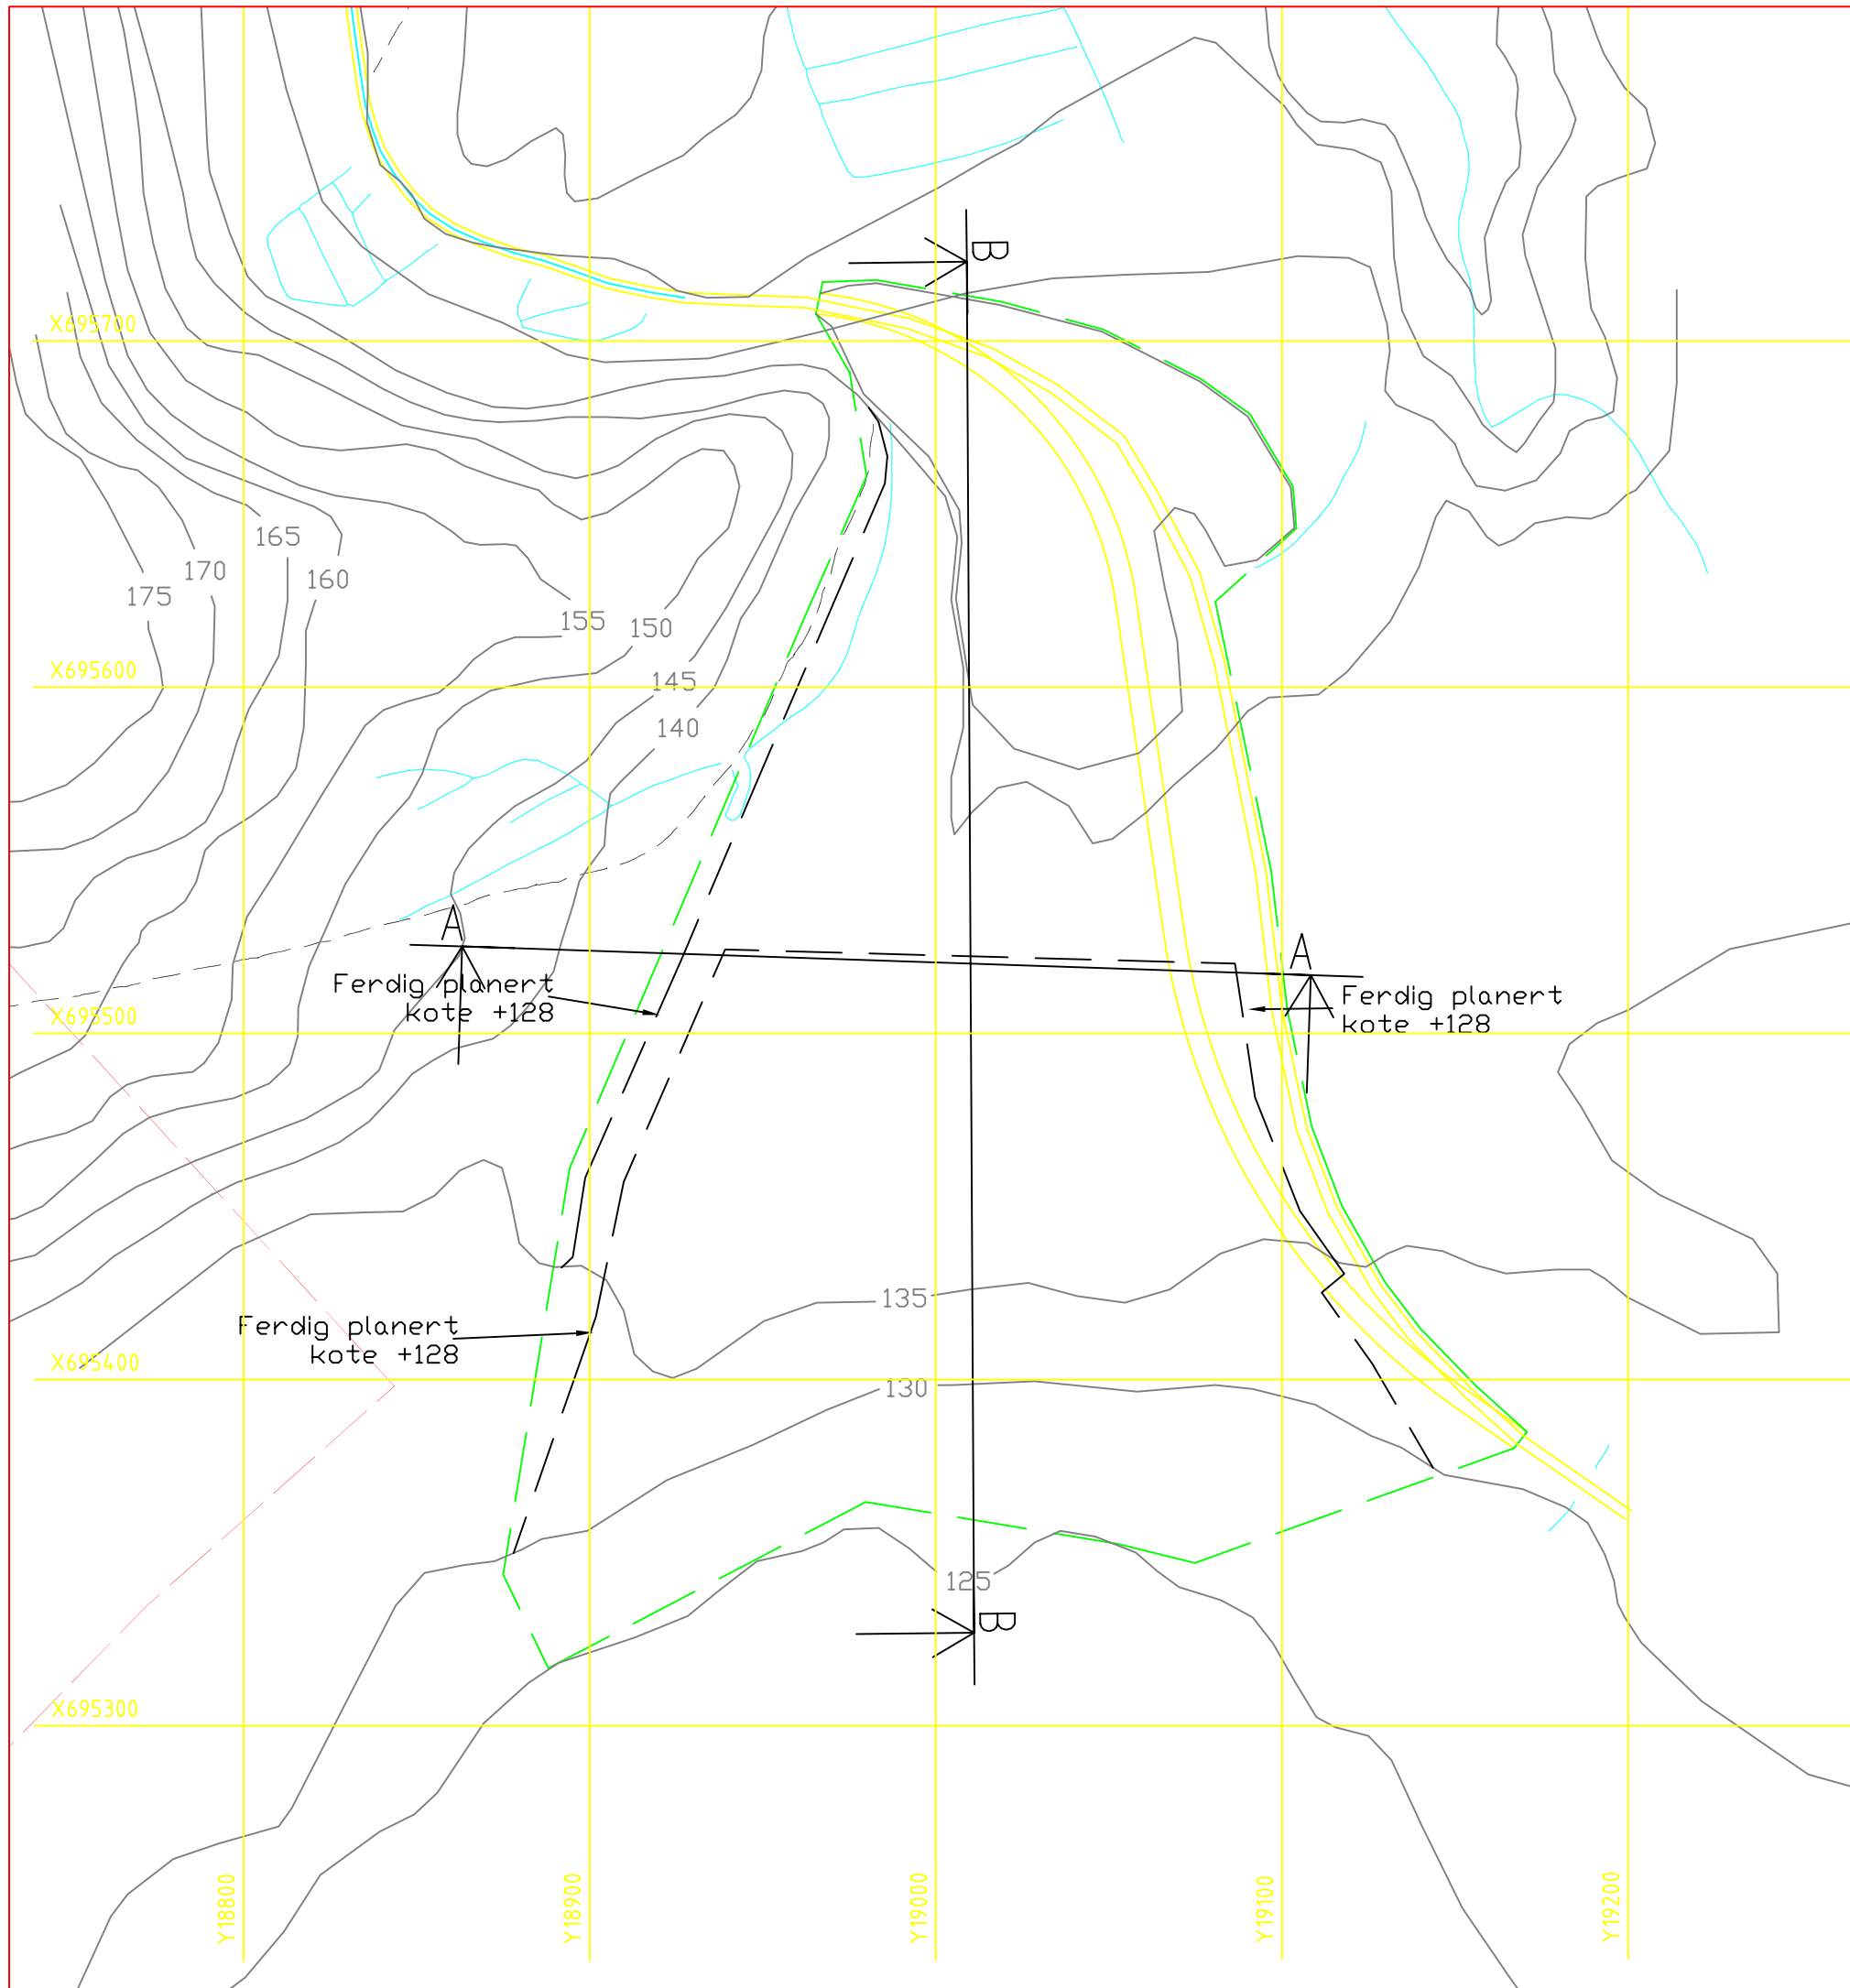 B
X695700
165
170
160
175
155
150
X695600
145
140
A
A
Ferdig planert
kote +128
Ferdig planert
kote +128
X695500
135
Ferdig planert
kote +128
X695400
130
125
B
X695300
Y18800
Y18900
Y19000
Y19100
Y19200